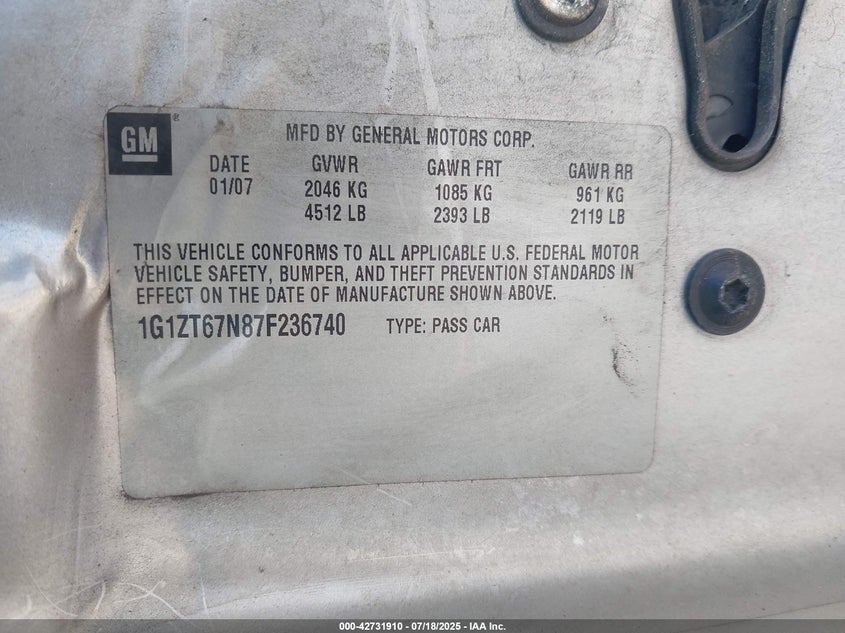 GM ®
MFD BY GENERAL MOTORS CORP.
DATE GVWR GAWR FRT GAWR RR
01/07 2046 KG 1085 KG 961 KG
4512 LB 2393 LB 2119 LB
THIS VEHICLE CONFORMS TO ALL APPLICABLE U.S. FEDERAL MOTOR
VEHICLE SAFETY, BUMPER, AND THEFT PREVENTION STANDARDS IN
EFFECT ON THE DATE OF MANUFACTURE SHOWN ABOVE.
1G1ZT67N87F236740 TYPE: PASS CAR
000-42731910 - 07/18/2025 - IAA Inc.